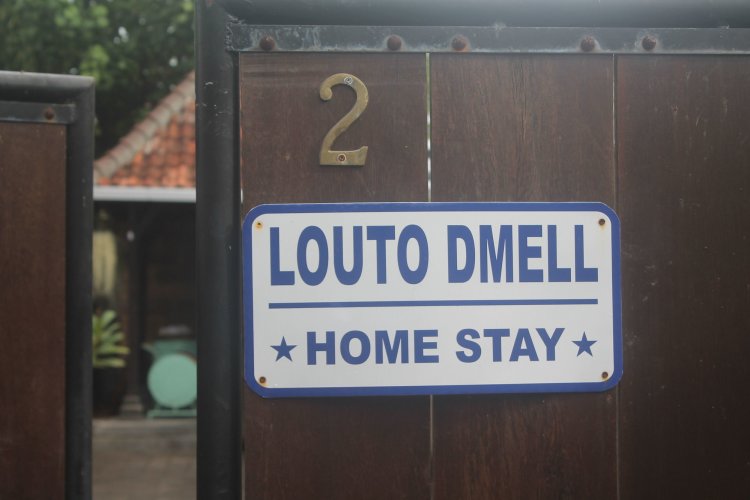 2
LOUTO DMELL
★ HOME STAY ★